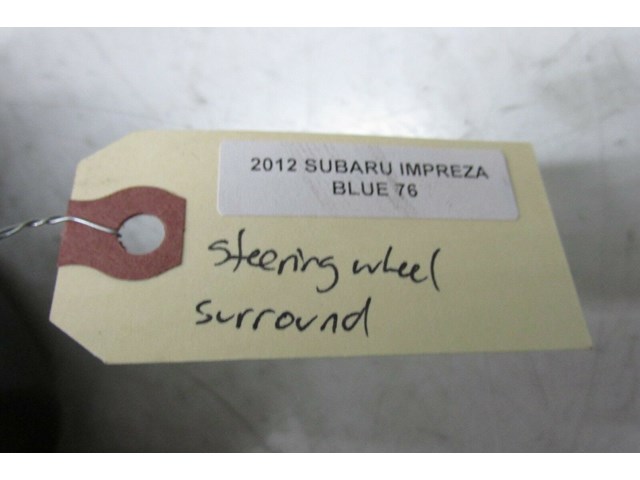 2012 SUBARU IMPREZA
BLUE 76
steering wheel
surround